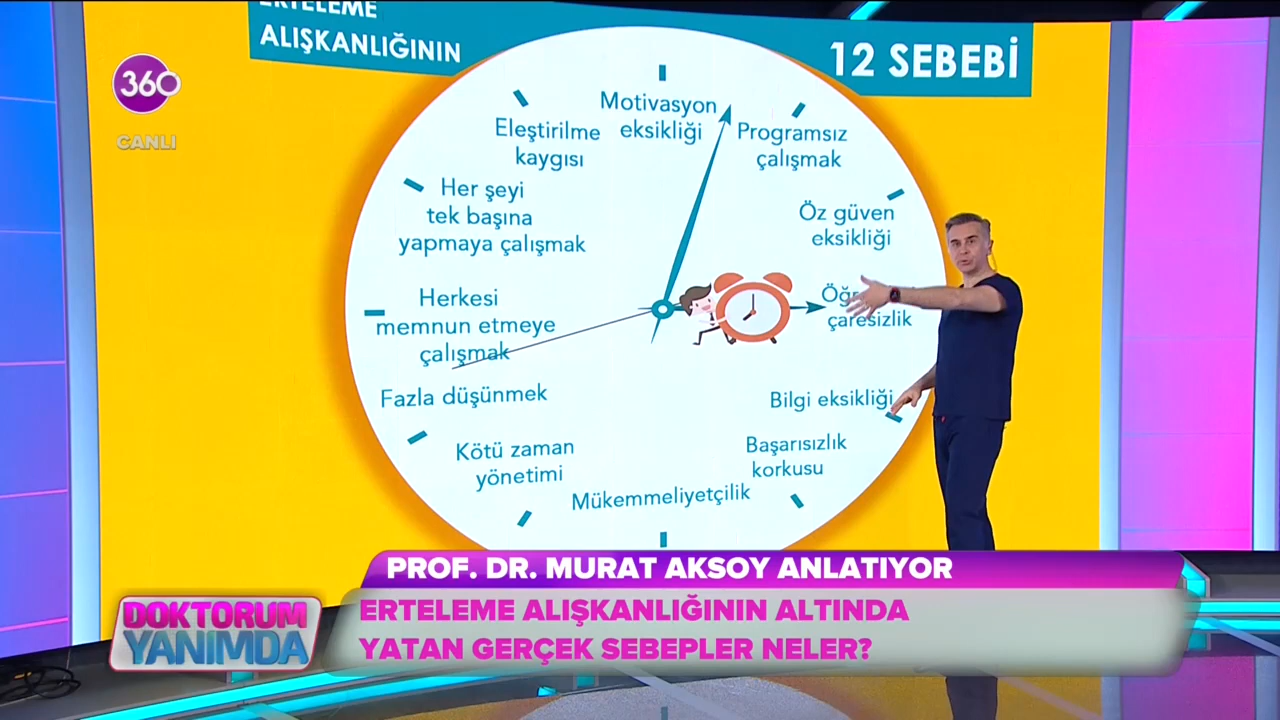 ERTELEME
ALIŞKANLIĞININ
12 SEBEBİ
360
CANLI
Motivasyon
eksikliği
Programsız
çalışmak
Öz güven
eksikliği
çaresizlik
Bilgi eksikliği
Başarısızlık
korkusu
Mükemmeliyetçilik
Kötü zaman
yönetimi
Fazla düşünmek
Herkesi
memnun etmeye
çalışmak
Her şeyi
tek başına
yapmaya çalışmak
Eleştirilme
kaygısı
PROF. DR. MURAT AKSOY ANLATIYOR
DOKTORUM
YANIMDA
ERTELEME ALIŞKANLIĞININ ALTINDA
YATAN GERÇEK SEBEPLER NELER?